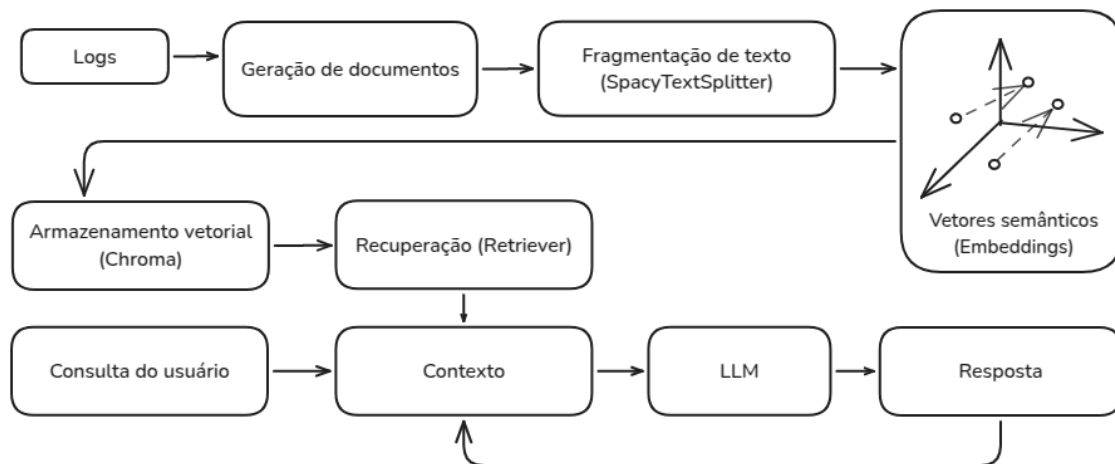 Logs
Geração de documentos
Fragmentação de texto
(SpacyTextSplitter)
Vetores semânticos
(Embeddings)
Armazenamento vetorial
(Chroma)
Recuperação (Retriever)
Consulta do usuário
Contexto
LLM
Resposta